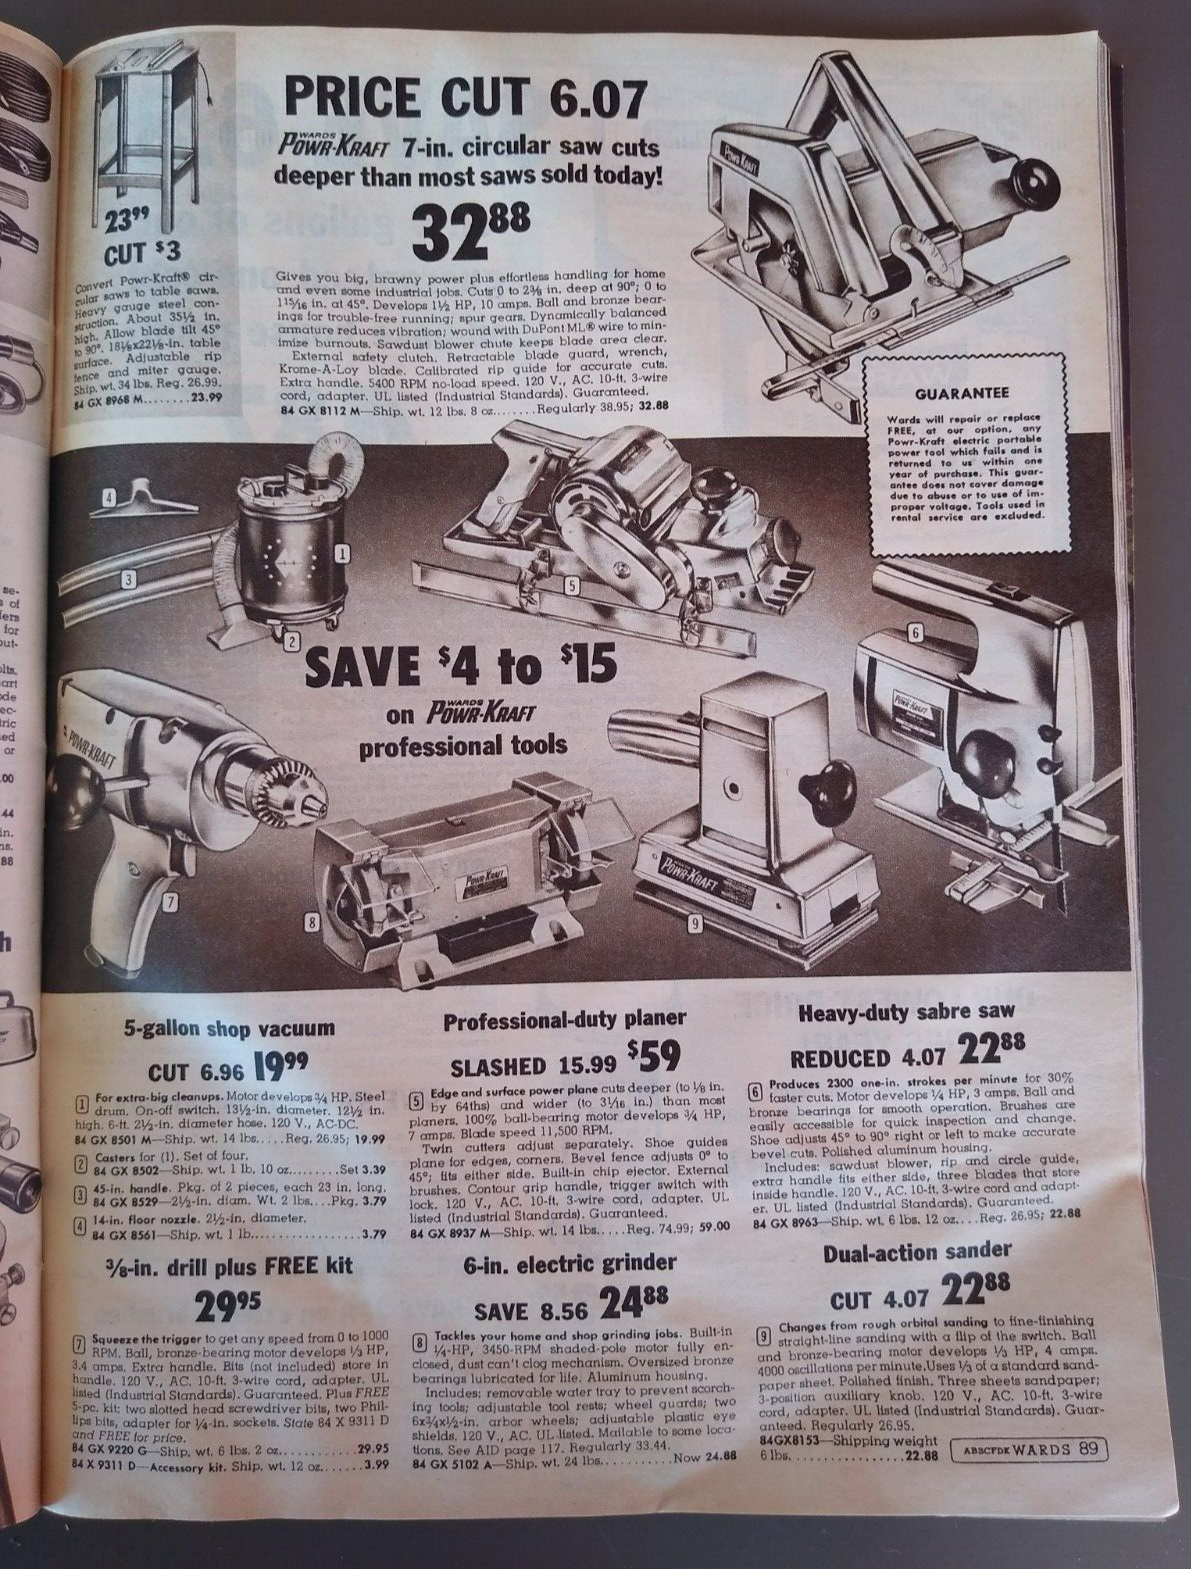 23⁹⁹
CUT $3
Convert Powr-Kraft® cir-
cular saws to table saws.
Heavy gauge steel con-
struction. About 35½ in.
high. Allow blade tilt 45°
to 90°. 18⅛x22⅛-in. table
surface. Adjustable rip
fence and miter gauge.
Ship. wt. 34 lbs. Reg. 26.99.
84 GX 8968 M........23.99
PRICE CUT 6.07
WARDS
POWR-KRAFT 7-in. circular saw cuts
deeper than most saws sold today!
32⁸⁸
Gives you big, brawny power plus effortless handling for home
and even some industrial jobs. Cuts 0 to 2⅜ in. deep at 90°; 0 to
1 15/16 in. at 45°. Develops 1½ HP, 10 amps. Ball and bronze bear-
ings for trouble-free running; spur gears. Dynamically balanced
armature reduces vibration; wound with DuPont ML® wire to min-
imize burnouts. Sawdust blower chute keeps blade area clear.
External safety clutch. Retractable blade guard, wrench,
Krome-A-Loy blade. Calibrated rip guide for accurate cuts.
Extra handle. 5400 RPM no-load speed. 120 V., AC. 10-ft. 3-wire
cord, adapter. UL listed (Industrial Standards). Guaranteed.
84 GX 8112 M—Ship. wt. 12 lbs. 8 oz.......Regularly 38.95; 32.88
POWR KRAFT
GUARANTEE
Wards will repair or replace
FREE, at our option, any
Powr-Kraft electric portable
power tool which fails and is
returned to us within one
year of purchase. This guar-
antee does not cover damage
due to abuse or to use of im-
proper voltage. Tools used in
rental service are excluded.
4
1
3
2
5
6
SAVE $4 to $15
on WARDS POWR-KRAFT
professional tools
POWR-KRAFT
POWR-KRAFT
POWR-KRAFT
POWR-KRAFT
7
8
9
5-gallon shop vacuum
CUT 6.96 19⁹⁹
1 For extra-big cleanups. Motor develops ¾ HP. Steel
drum. On-off switch. 13½-in. diameter. 12½ in.
high. 6-ft. 2½-in. diameter hose. 120 V., AC-DC.
84 GX 8501 M—Ship. wt. 14 lbs.....Reg. 26.95; 19.99
2 Casters for (1). Set of four.
84 GX 8502—Ship. wt. 1 lb. 10 oz........Set 3.39
3 45-in. handle. Pkg. of 2 pieces, each 23 in. long.
84 GX 8529—2½-in. diam. Wt. 2 lbs....Pkg. 3.79
4 14-in. floor nozzle. 2½-in. diameter.
84 GX 8561—Ship. wt. 1 lb................3.79
Professional-duty planer
SLASHED 15.99 $59
5 Edge and surface power plane cuts deeper (to ⅛ in.
by 64ths) and wider (to 3 1/16 in.) than most
planers. 100% ball-bearing motor develops ¾ HP,
7 amps. Blade speed 11,500 RPM.
Twin cutters adjust separately. Shoe guides
plane for edges, corners. Bevel fence adjusts 0° to
45°; fits either side. Built-in chip ejector. External
brushes. Contour grip handle, trigger switch with
lock. 120 V., AC. 10-ft. 3-wire cord, adapter. UL
listed (Industrial Standards). Guaranteed.
84 GX 8937 M—Ship. wt. 14 lbs.....Reg. 74.99; 59.00
Heavy-duty sabre saw
REDUCED 4.07 22⁸⁸
6 Produces 2300 one-in. strokes per minute for 30%
faster cuts. Motor develops ¼ HP, 3 amps. Ball and
bronze bearings for smooth operation. Brushes are
easily accessible for quick inspection and change.
Shoe adjusts 45° to 90° right or left to make accurate
bevel cuts. Polished aluminum housing.
Includes: sawdust blower, rip and circle guide,
extra handle fits either side, three blades that store
inside handle. 120 V., AC. 10-ft. 3-wire cord and adapt-
er. UL listed (Industrial Standards). Guaranteed.
84 GX 8963—Ship. wt. 6 lbs. 12 oz....Reg. 26.95; 22.88
⅜-in. drill plus FREE kit
29⁹⁵
7 Squeeze the trigger to get any speed from 0 to 1000
RPM. Ball, bronze-bearing motor develops ⅓ HP,
3.4 amps. Extra handle. Bits (not included) store in
handle. 120 V., AC. 10-ft. 3-wire cord, adapter. UL
listed (Industrial Standards). Guaranteed. Plus FREE
5-pc. kit: two slotted head screwdriver bits, two Phil-
lips bits, adapter for ¼-in. sockets. State 84 X 9311 D
and FREE for price.
84 GX 9220 G—Ship. wt. 6 lbs. 2 oz............29.95
84 X 9311 D—Accessory kit. Ship. wt. 12 oz.......3.99
6-in. electric grinder
SAVE 8.56 24⁸⁸
8 Tackles your home and shop grinding jobs. Built-in
¼-HP, 3450-RPM shaded-pole motor fully en-
closed, dust can't clog mechanism. Oversized bronze
bearings lubricated for life. Aluminum housing.
Includes: removable water tray to prevent scorch-
ing tools; adjustable tool rests; wheel guards; two
6x¾x½-in. arbor wheels; adjustable plastic eye
shields. 120 V., AC. UL listed. Mailable to some loca-
tions. See AID page 117. Regularly 33.44.
84 GX 5102 A—Ship. wt. 24 lbs..........Now 24.88
Dual-action sander
CUT 4.07 22⁸⁸
9 Changes from rough orbital sanding to fine-finishing
straight-line sanding with a flip of the switch. Ball
and bronze-bearing motor develops ⅓ HP, 4 amps.
4000 oscillations per minute. Uses ⅓ of a standard sand-
paper sheet. Polished finish. Three sheets sandpaper;
3-position auxiliary knob. 120 V., AC. 10-ft. 3-wire
cord, adapter. UL listed (Industrial Standards). Guar-
anteed. Regularly 26.95.
84GX8153—Shipping weight
6 lbs.................22.88
ABSCFDK WARDS 89